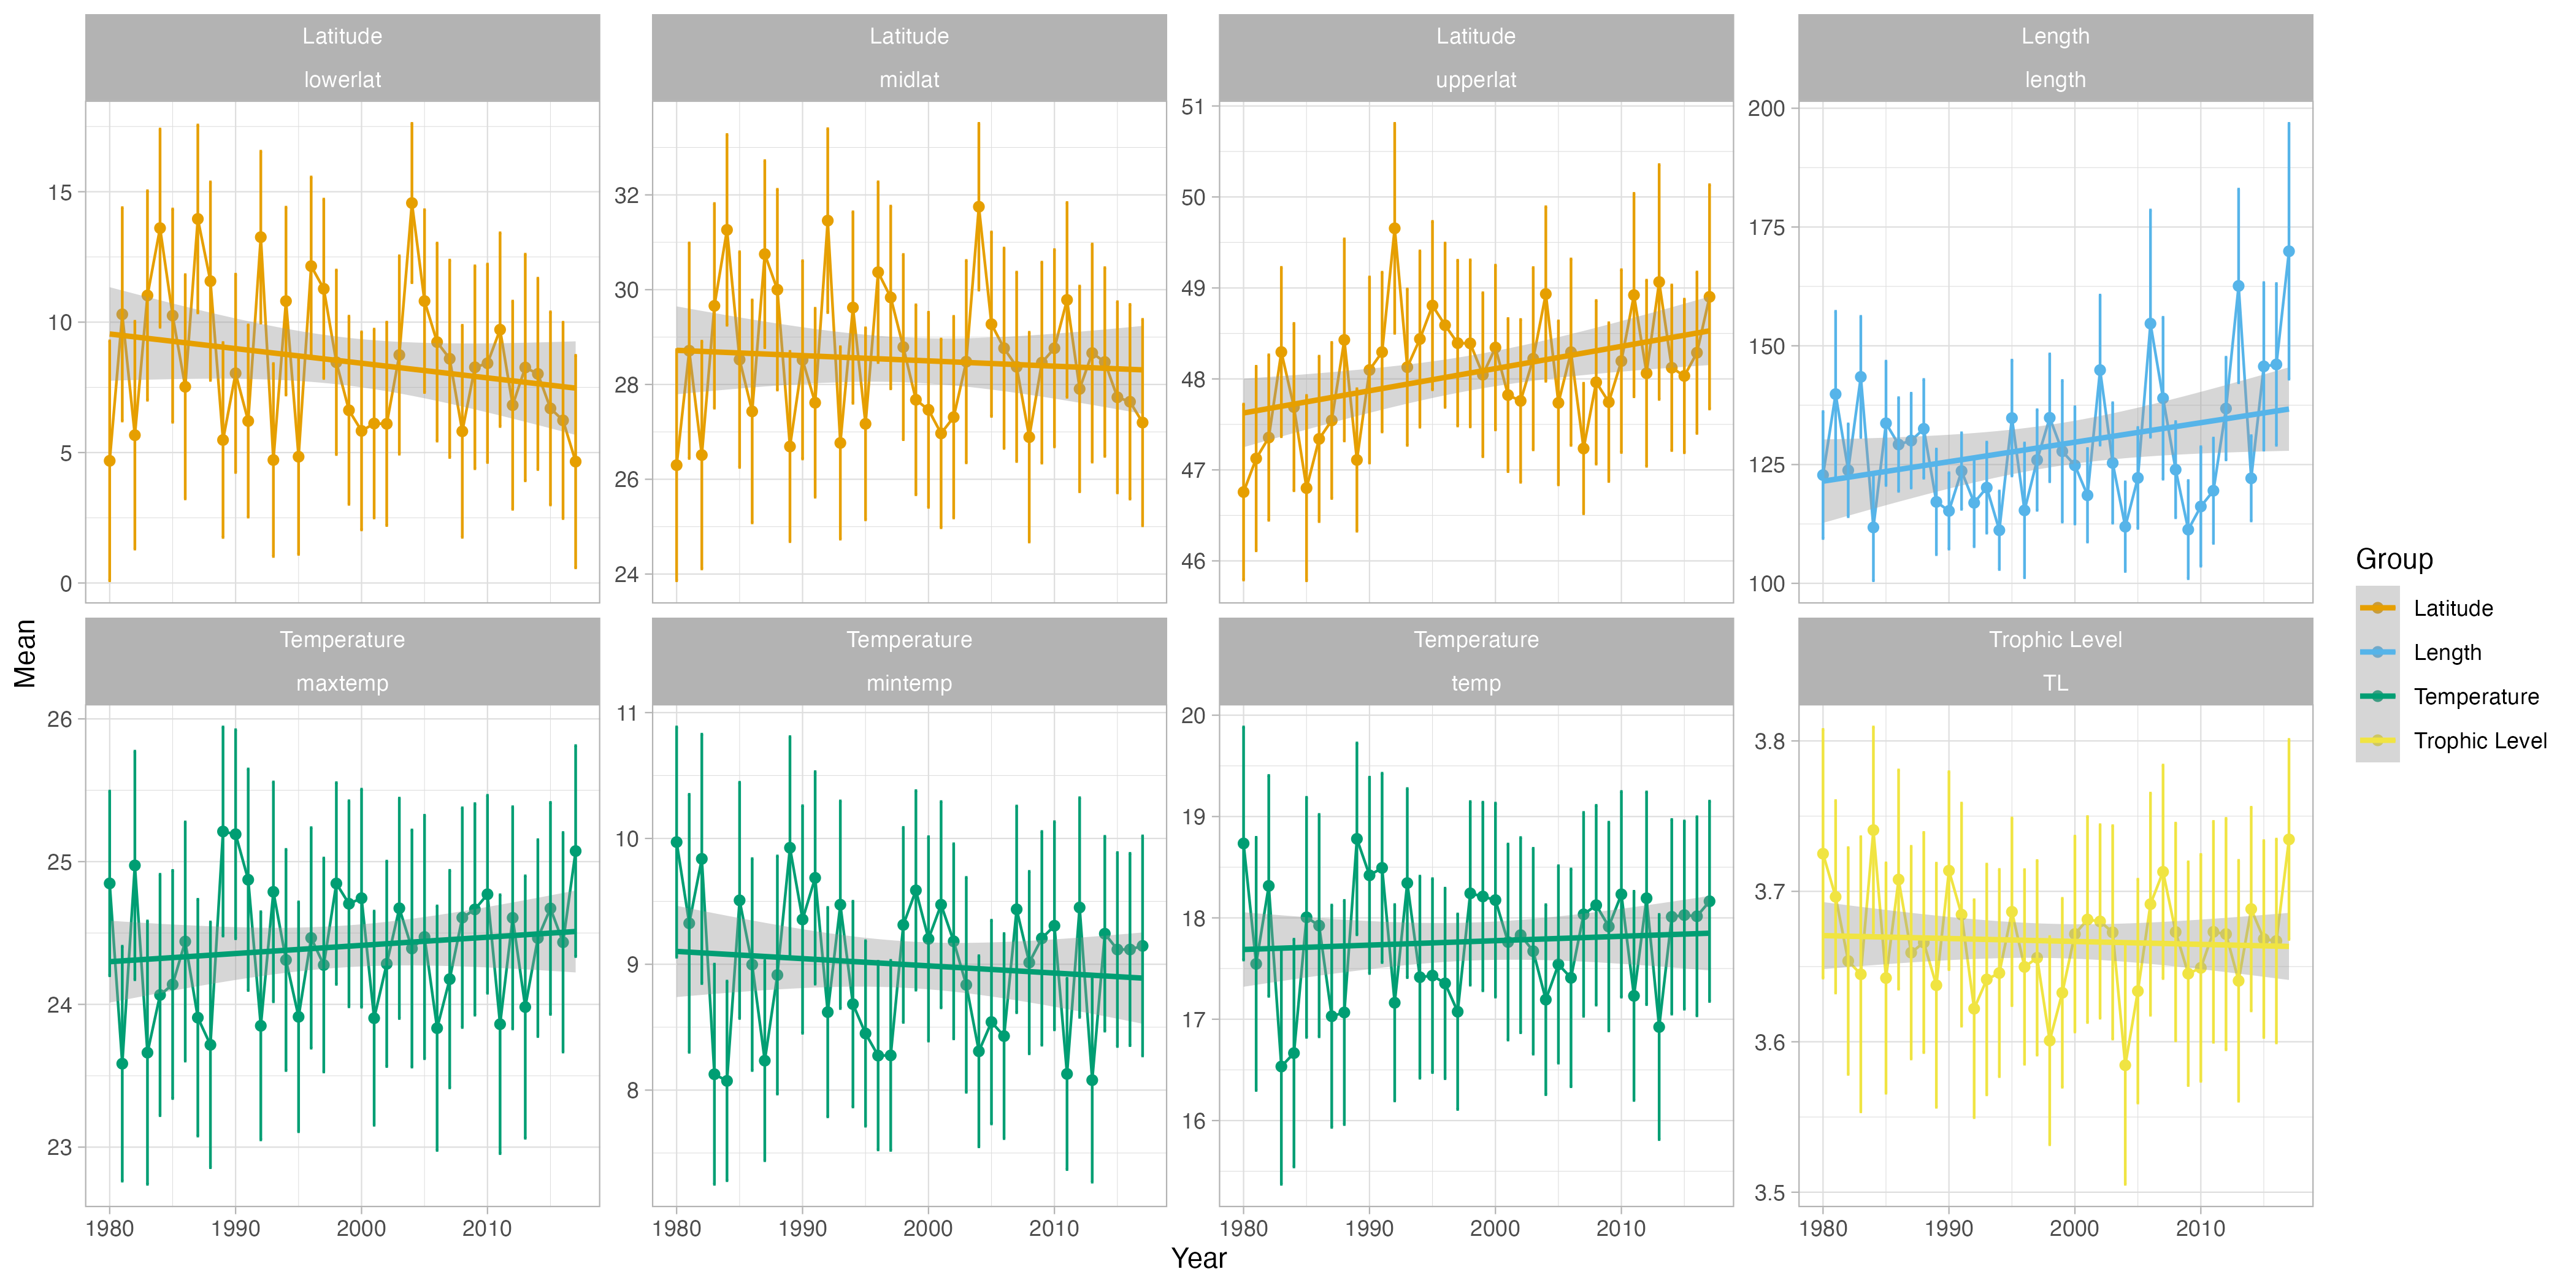 Latitude
lowerlat
Latitude
midlat
Latitude
upperlat
Length
length
15
10
5
0
32
30
28
26
24
51
50
49
48
47
46
200
175
150
125
100
Mean
Temperature
maxtemp
Temperature
mintemp
Temperature
temp
Trophic Level
TL
26
25
24
23
11
10
9
8
20
19
18
17
16
3.8
3.7
3.6
3.5
1980 1990 2000 2010
1980 1990 2000 2010
1980 1990 2000 2010
1980 1990 2000 2010
Year
Group
Latitude
Length
Temperature
Trophic Level